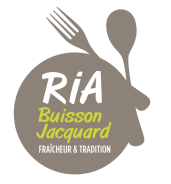 RiA
Buisson
Jacquard
FRAÎCHEUR & TRADITION